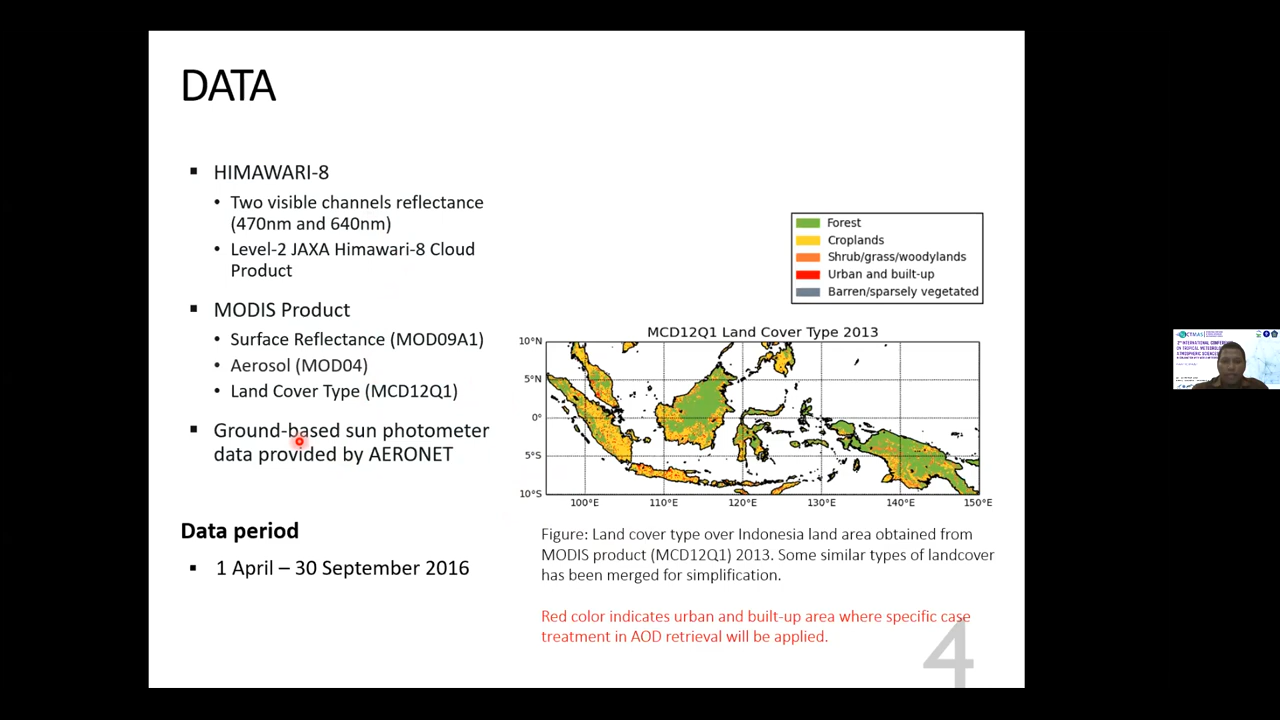 DATA
HIMAWARI-8
Two visible channels reflectance
(470nm and 640nm)
Level-2 JAXA Himawari-8 Cloud
Product
MODIS Product
Surface Reflectance (MOD09A1)
Aerosol (MOD04)
Land Cover Type (MCD12Q1)
Ground-based sun photometer
data provided by AERONET
Data period
1 April – 30 September 2016
Forest
Croplands
Shrub/grass/woodylands
Urban and built-up
Barren/sparsely vegetated
MCD12Q1 Land Cover Type 2013
10°N
5°N
0°
5°S
10°S
100°E 110°E 120°E 130°E 140°E 150°E
Figure: Land cover type over Indonesia land area obtained from
MODIS product (MCD12Q1) 2013. Some similar types of landcover
has been merged for simplification.
Red color indicates urban and built-up area where specific case
treatment in AOD retrieval will be applied.
4